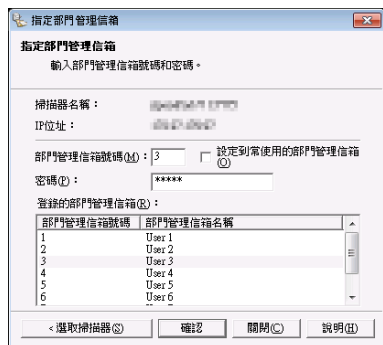 指定部門管理信箱
指定部門管理信箱
輸入部門管理信箱號碼和密碼。
掃描器名稱：
IP位址：
部門管理信箱號碼(M)：3
設定到常使用的部門管理信箱(O)
密碼(P)：*****
登錄的部門管理信箱(R)：
部門管理信箱號碼 部門管理信箱名稱
1 User 1
2 User 2
3 User 3
4 User 4
5 User 5
6 User 6
<選取掃描器(S) 確認 關閉(C) 說明(H)